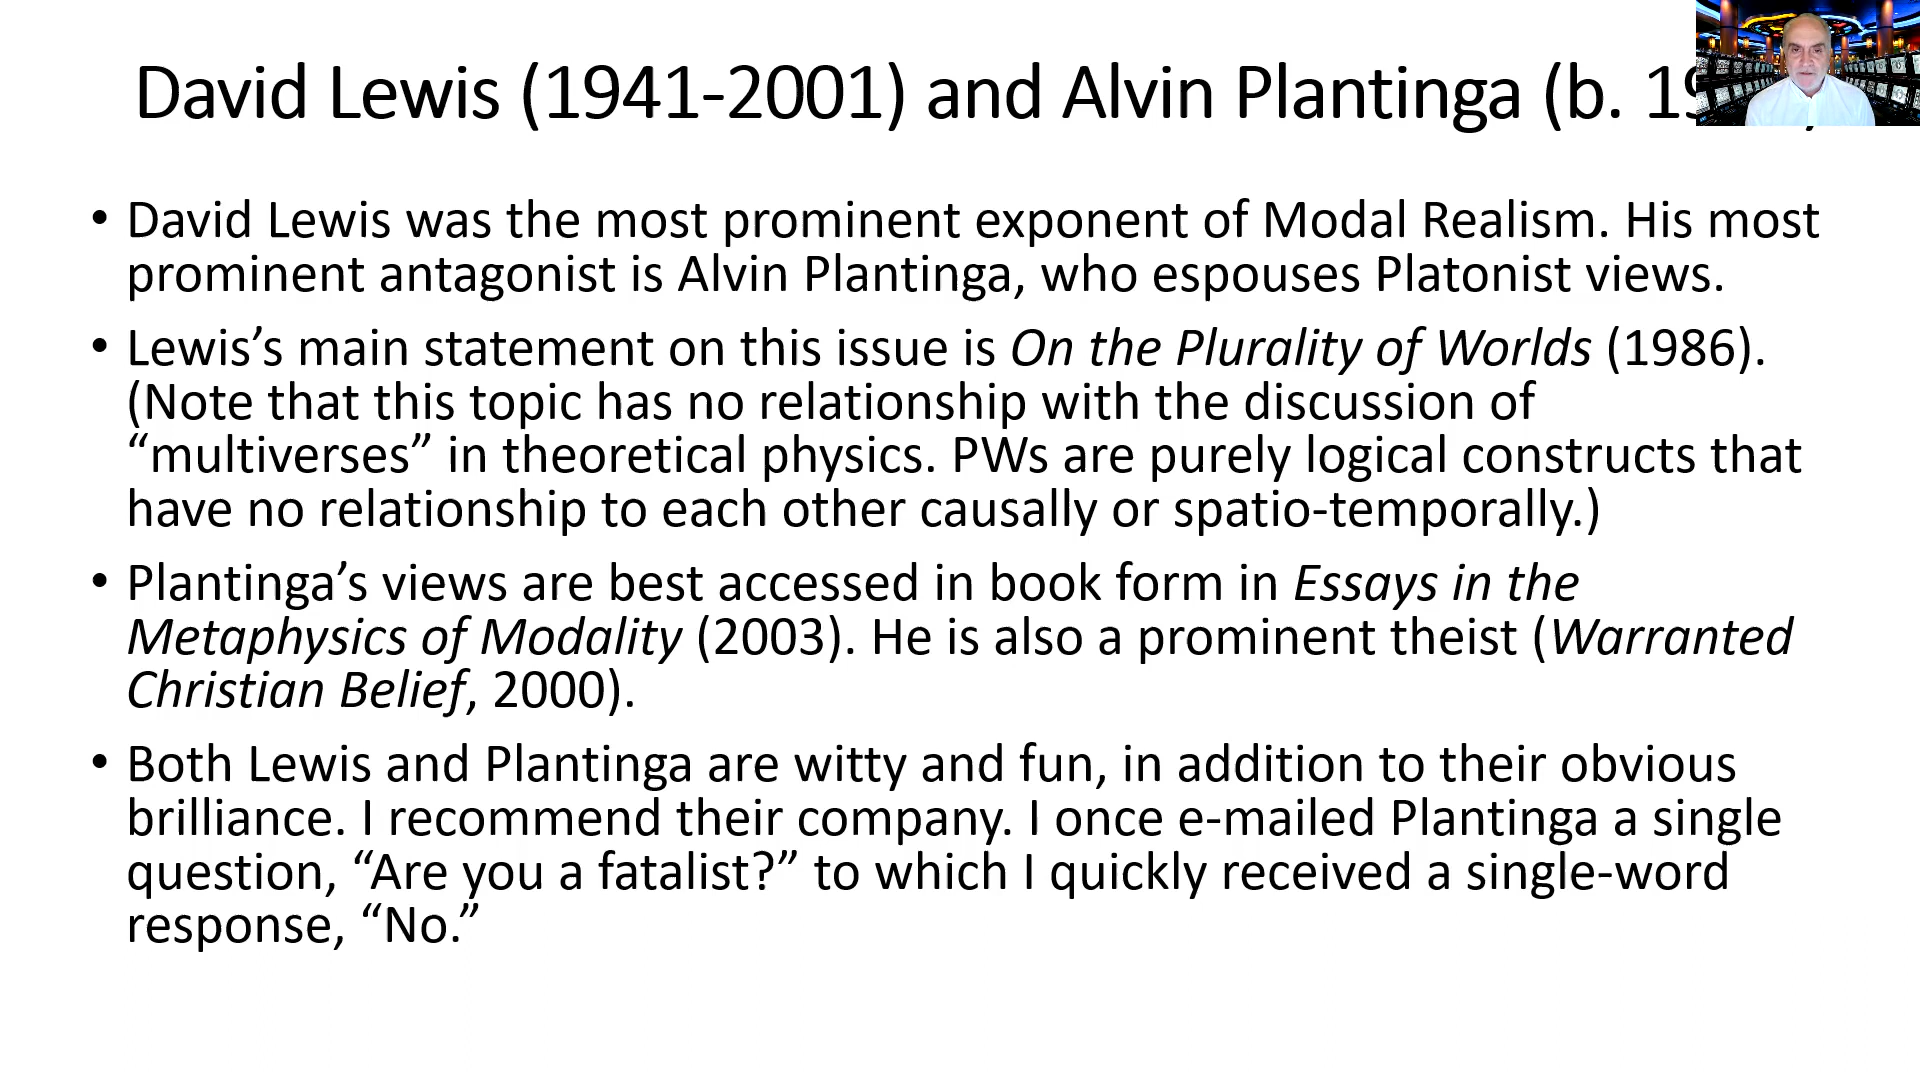 David Lewis (1941-2001) and Alvin Plantinga (b.
• David Lewis was the most prominent exponent of Modal Realism. His most
prominent antagonist is Alvin Plantinga, who espouses Platonist views.
• Lewis’s main statement on this issue is On the Plurality of Worlds (1986).
(Note that this topic has no relationship with the discussion of
“multiverses” in theoretical physics. PWs are purely logical constructs that
have no relationship to each other causally or spatio-temporally.)
• Plantinga’s views are best accessed in book form in Essays in the
Metaphysics of Modality (2003). He is also a prominent theist (Warranted
Christian Belief, 2000).
• Both Lewis and Plantinga are witty and fun, in addition to their obvious
brilliance. I recommend their company. I once e-mailed Plantinga a single
question, “Are you a fatalist?” to which I quickly received a single-word
response, “No.”